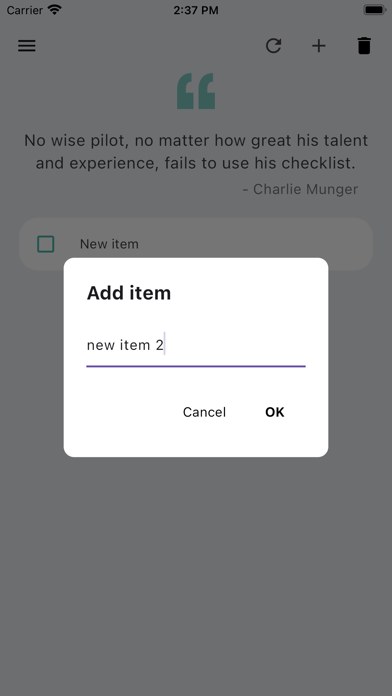 Carrier 2:37 PM
No wise pilot, no matter how great his talent
and experience, fails to use his checklist.
- Charlie Munger
New item
Add item
new item 2
Cancel OK